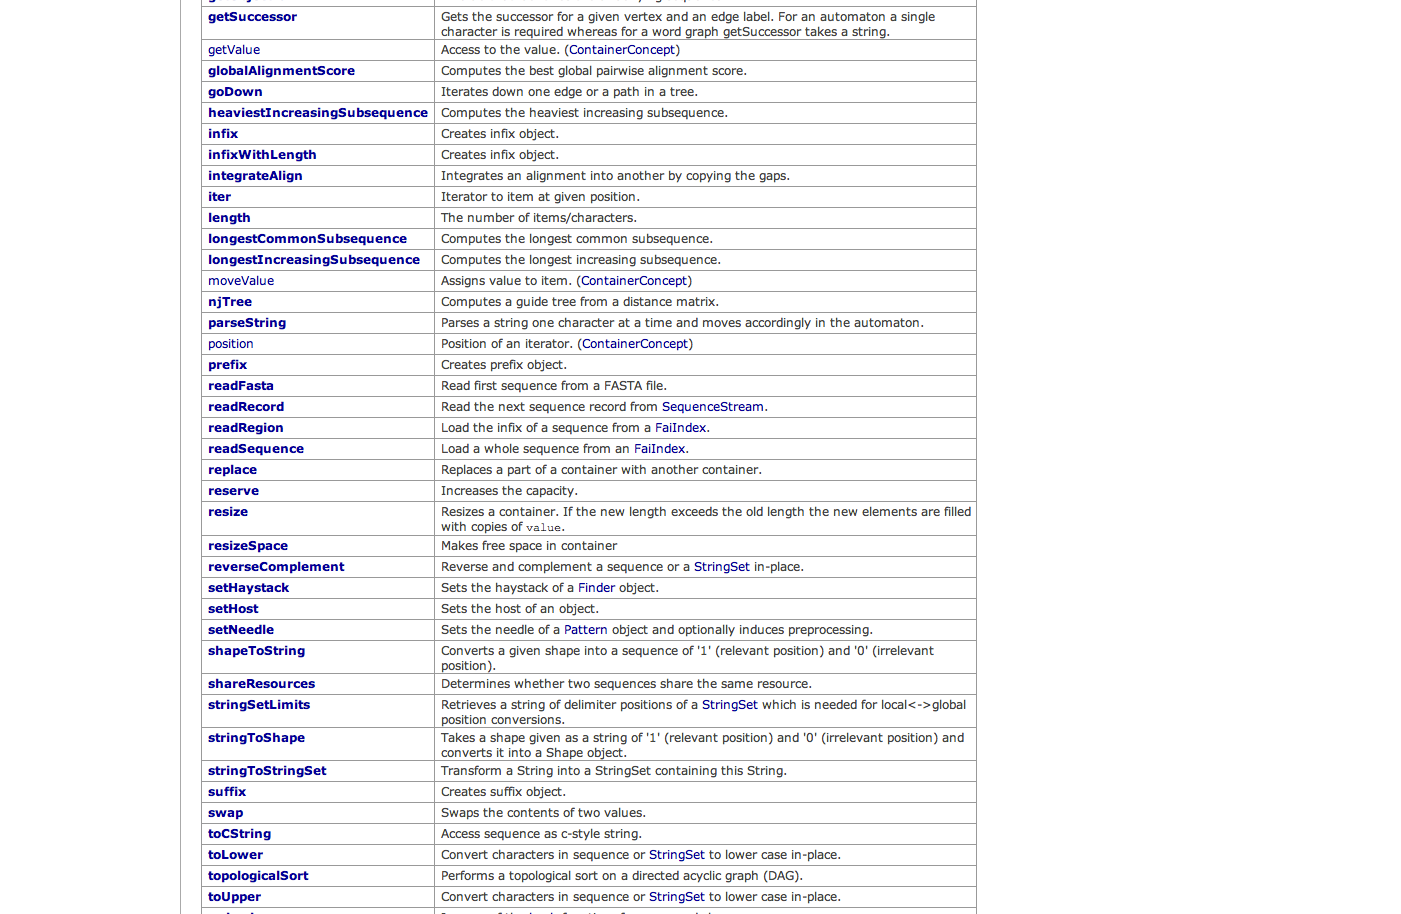 getSuccessor Gets the successor for a given vertex and an edge label. For an automaton a single
character is required whereas for a word graph getSuccessor takes a string.
getValue Access to the value. (ContainerConcept)
globalAlignmentScore Computes the best global pairwise alignment score.
goDown Iterates down one edge or a path in a tree.
heaviestIncreasingSubsequence Computes the heaviest increasing subsequence.
infix Creates infix object.
infixWithLength Creates infix object.
integrateAlign Integrates an alignment into another by copying the gaps.
iter Iterator to item at given position.
length The number of items/characters.
longestCommonSubsequence Computes the longest common subsequence.
longestIncreasingSubsequence Computes the longest increasing subsequence.
moveValue Assigns value to item. (ContainerConcept)
njTree Computes a guide tree from a distance matrix.
parseString Parses a string one character at a time and moves accordingly in the automaton.
position Position of an iterator. (ContainerConcept)
prefix Creates prefix object.
readFasta Read first sequence from a FASTA file.
readRecord Read the next sequence record from SequenceStream.
readRegion Load the infix of a sequence from a FaiIndex.
readSequence Load a whole sequence from an FaiIndex.
replace Replaces a part of a container with another container.
reserve Increases the capacity.
resize Resizes a container. If the new length exceeds the old length the new elements are filled
with copies of value.
resizeSpace Makes free space in container
reverseComplement Reverse and complement a sequence or a StringSet in-place.
setHaystack Sets the haystack of a Finder object.
setHost Sets the host of an object.
setNeedle Sets the needle of a Pattern object and optionally induces preprocessing.
shapeToString Converts a given shape into a sequence of '1' (relevant position) and '0' (irrelevant
position).
shareResources Determines whether two sequences share the same resource.
stringSetLimits Retrieves a string of delimiter positions of a StringSet which is needed for local<->global
position conversions.
stringToShape Takes a shape given as a string of '1' (relevant position) and '0' (irrelevant position) and
converts it into a Shape object.
stringToStringSet Transform a String into a StringSet containing this String.
suffix Creates suffix object.
swap Swaps the contents of two values.
toCString Access sequence as c-style string.
toLower Convert characters in sequence or StringSet to lower case in-place.
topologicalSort Performs a topological sort on a directed acyclic graph (DAG).
toUpper Convert characters in sequence or StringSet to lower case in-place.